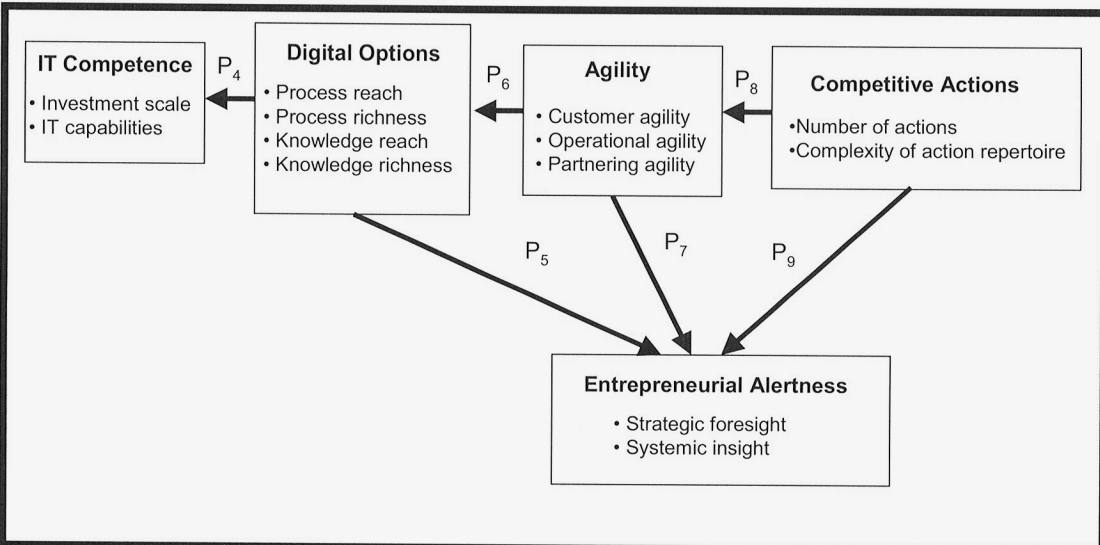 IT Competence
• Investment scale
• IT capabilities
P4
Digital Options
• Process reach
• Process richness
• Knowledge reach
• Knowledge richness
P6
Agility
• Customer agility
• Operational agility
• Partnering agility
P8
Competitive Actions
•Number of actions
•Complexity of action repertoire
P5
P7
P9
Entrepreneurial Alertness
• Strategic foresight
• Systemic insight